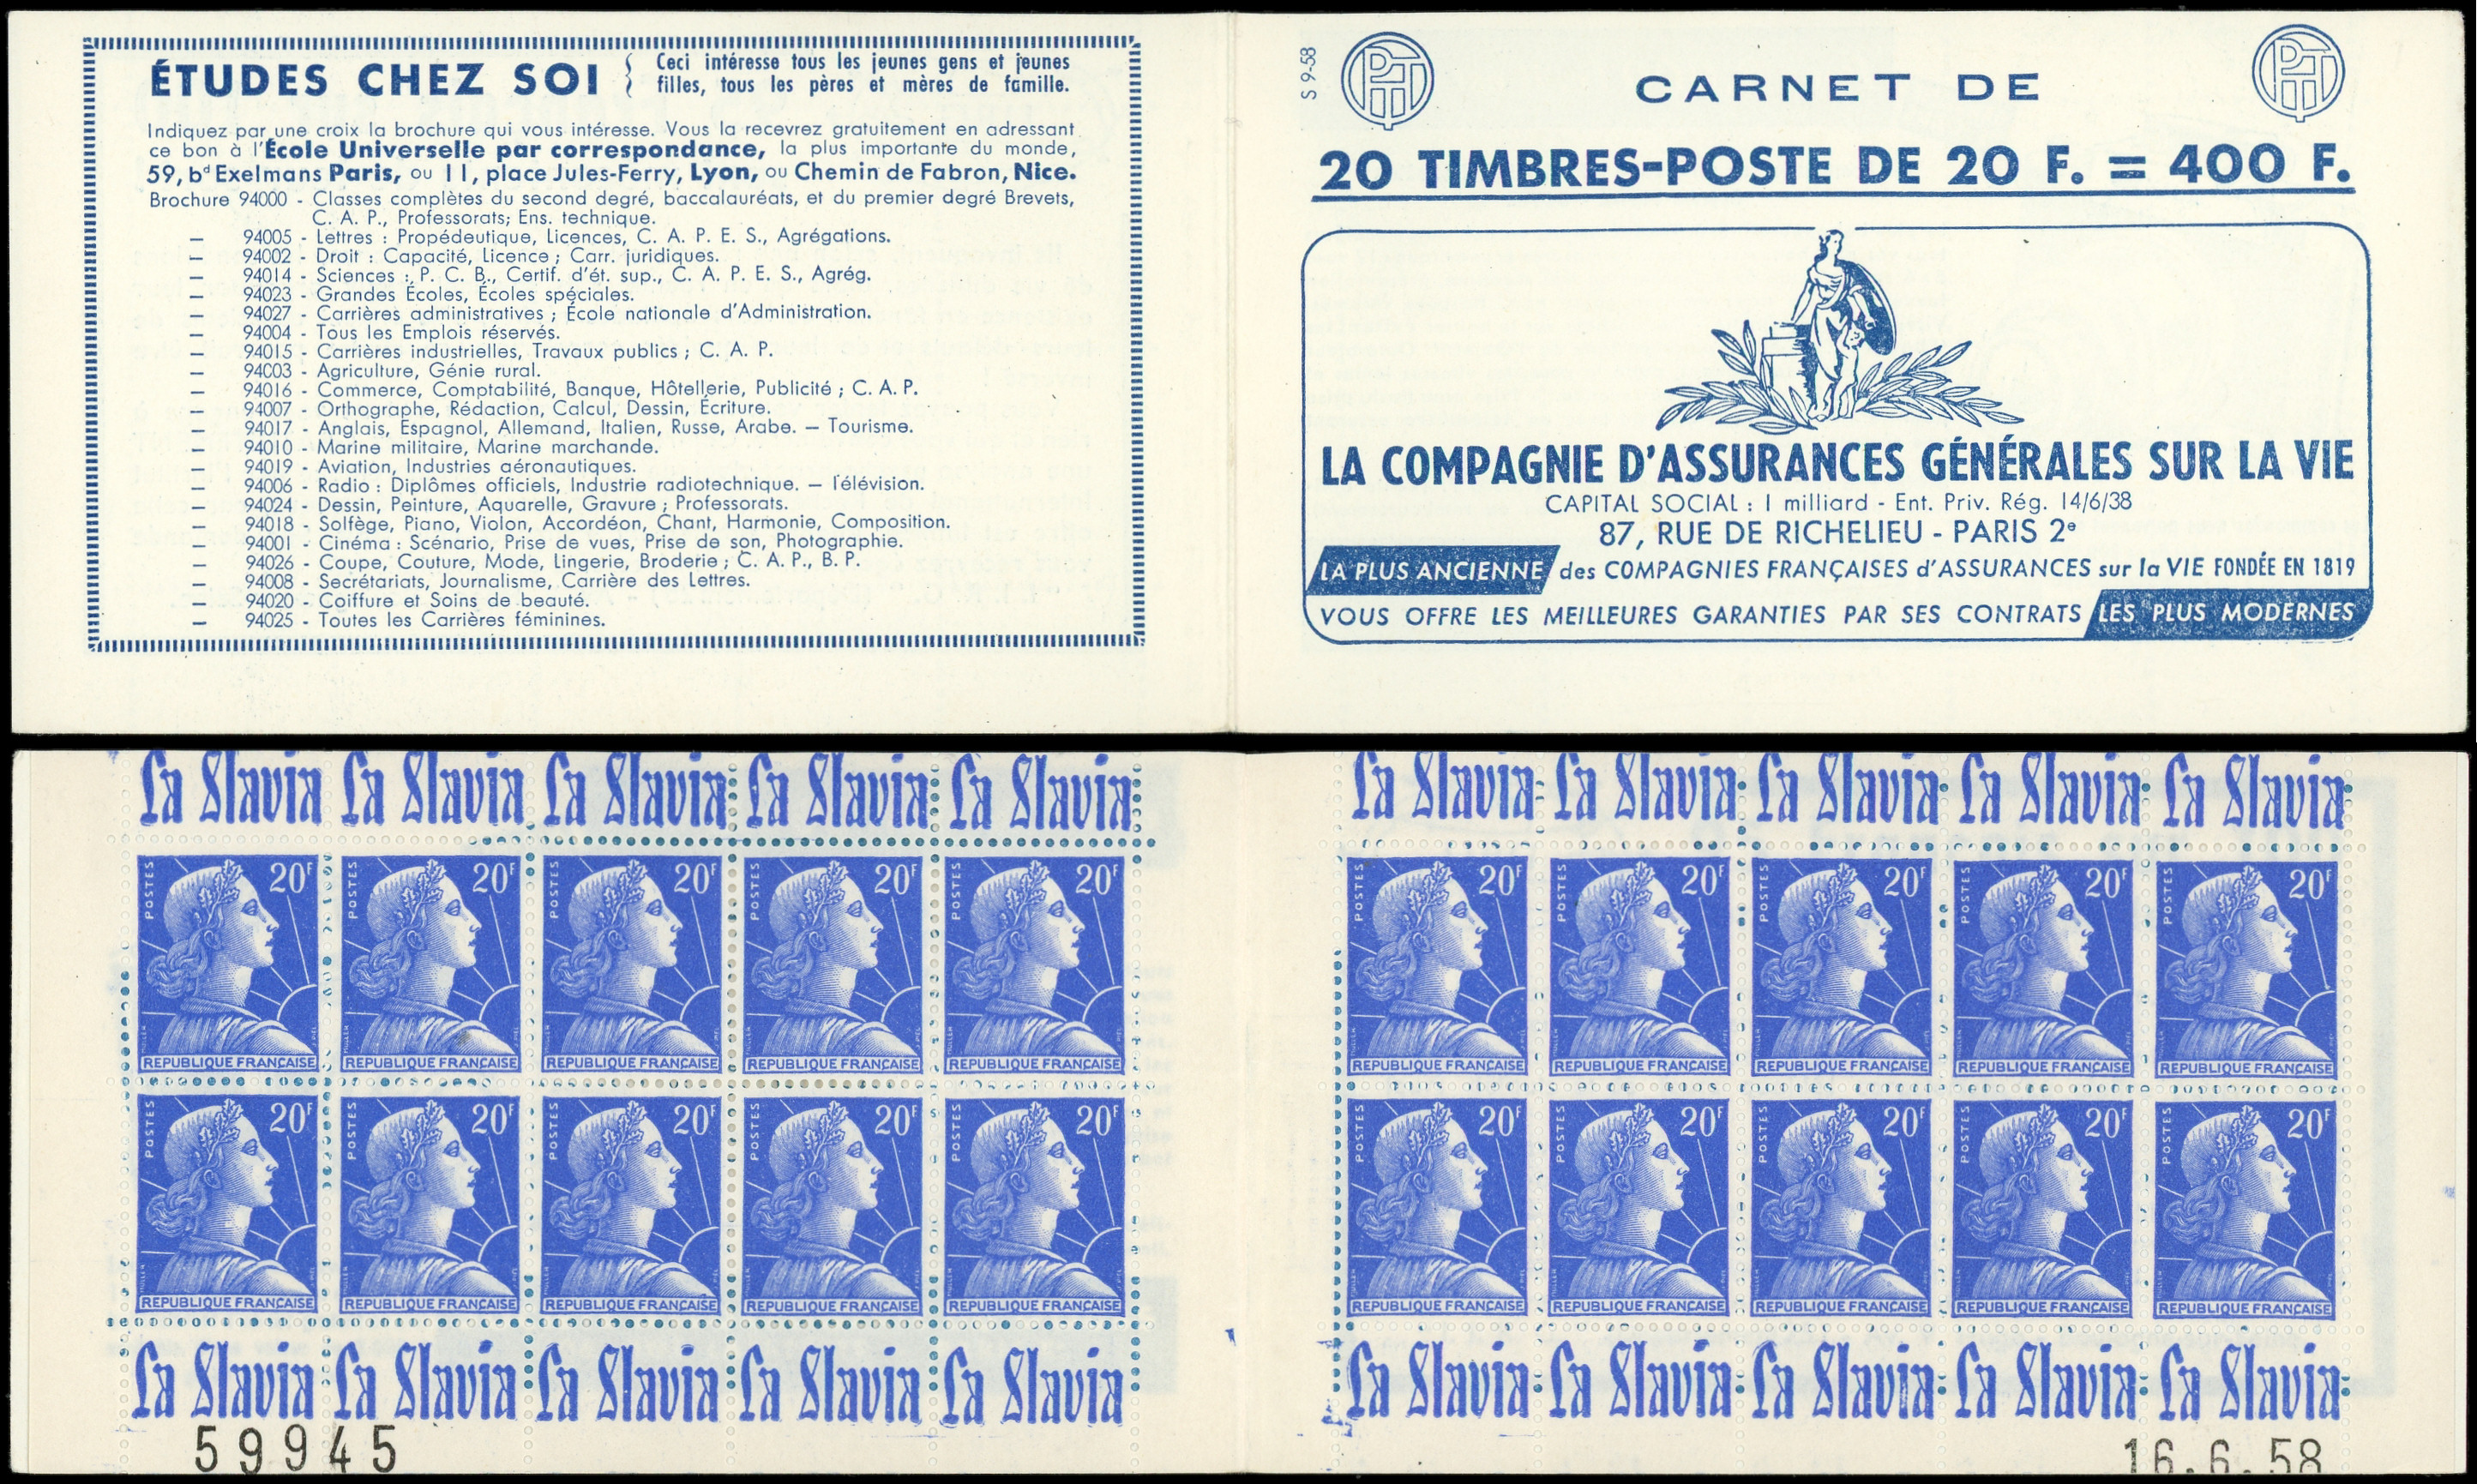 ÉTUDES CHEZ SOI
Ceci intéresse tous les jeunes gens et jeunes
filles, tous les pères et mères de famille.
Indiquez par une croix la brochure qui vous intéresse. Vous la recevrez gratuitement en adressant
ce bon à l'École Universelle par correspondance, la plus importante du monde,
59, bd Exelmans Paris, ou 11, place Jules-Ferry, Lyon, ou Chemin de Fabron, Nice.
Brochure 94000 - Classes complètes du second degré, baccalauréats, et du premier degré Brevets,
C. A. P., Professorats; Ens. technique.
— 94005 - Lettres : Propédeutique, Licences, C. A. P. E. S., Agrégations.
— 94002 - Droit : Capacité, Licence ; Carr. juridiques.
— 94014 - Sciences : P. C. B., Certif. d'ét. sup., C. A. P. E. S., Agrég.
— 94023 - Grandes Écoles, Écoles spéciales.
— 94027 - Carrières administratives ; École nationale d'Administration.
— 94004 - Tous les Emplois réservés.
— 94015 - Carrières industrielles, Travaux publics ; C. A. P.
— 94003 - Agriculture, Génie rural.
— 94016 - Commerce, Comptabilité, Banque, Hôtellerie, Publicité ; C. A. P.
— 94007 - Orthographe, Rédaction, Calcul, Dessin, Écriture.
— 94017 - Anglais, Espagnol, Allemand, Italien, Russe, Arabe. — Tourisme.
— 94010 - Marine militaire, Marine marchande.
— 94019 - Aviation, Industries aéronautiques.
— 94006 - Radio : Diplômes officiels, Industrie radiotechnique. — Télévision.
— 94024 - Dessin, Peinture, Aquarelle, Gravure ; Professorats.
— 94018 - Solfège, Piano, Violon, Accordéon, Chant, Harmonie, Composition.
— 94001 - Cinéma : Scénario, Prise de vues, Prise de son, Photographie.
— 94026 - Coupe, Couture, Mode, Lingerie, Broderie ; C. A. P., B. P.
— 94008 - Secrétariats, Journalisme, Carrière des Lettres.
— 94020 - Coiffure et Soins de beauté.
— 94025 - Toutes les Carrières féminines.
S 9-58
PTT
CARNET DE
PTT
20 TIMBRES-POSTE DE 20 F. = 400 F.
LA COMPAGNIE D'ASSURANCES GÉNÉRALES SUR LA VIE
CAPITAL SOCIAL : 1 milliard - Ent. Priv. Rég. 14/6/38
87, RUE DE RICHELIEU - PARIS 2e
LA PLUS ANCIENNE des COMPAGNIES FRANÇAISES d'ASSURANCES sur la VIE FONDÉE EN 1819
VOUS OFFRE LES MEILLEURES GARANTIES PAR SES CONTRATS LES PLUS MODERNES
La Slavia La Slavia La Slavia La Slavia La Slavia
La Slavia La Slavia La Slavia La Slavia La Slavia
POSTES 20F POSTES 20F POSTES 20F POSTES 20F POSTES 20F
POSTES 20F POSTES 20F POSTES 20F POSTES 20F POSTES 20F
REPUBLIQUE FRANÇAISE REPUBLIQUE FRANÇAISE REPUBLIQUE FRANÇAISE REPUBLIQUE FRANÇAISE REPUBLIQUE FRANÇAISE
REPUBLIQUE FRANÇAISE REPUBLIQUE FRANÇAISE REPUBLIQUE FRANÇAISE REPUBLIQUE FRANÇAISE REPUBLIQUE FRANÇAISE
POSTES 20F POSTES 20F POSTES 20F POSTES 20F POSTES 20F
POSTES 20F POSTES 20F POSTES 20F POSTES 20F POSTES 20F
REPUBLIQUE FRANÇAISE REPUBLIQUE FRANÇAISE REPUBLIQUE FRANÇAISE REPUBLIQUE FRANÇAISE REPUBLIQUE FRANÇAISE
REPUBLIQUE FRANÇAISE REPUBLIQUE FRANÇAISE REPUBLIQUE FRANÇAISE REPUBLIQUE FRANÇAISE REPUBLIQUE FRANÇAISE
La Slavia La Slavia La Slavia La Slavia La Slavia
La Slavia La Slavia La Slavia La Slavia La Slavia
59945
16.6.58